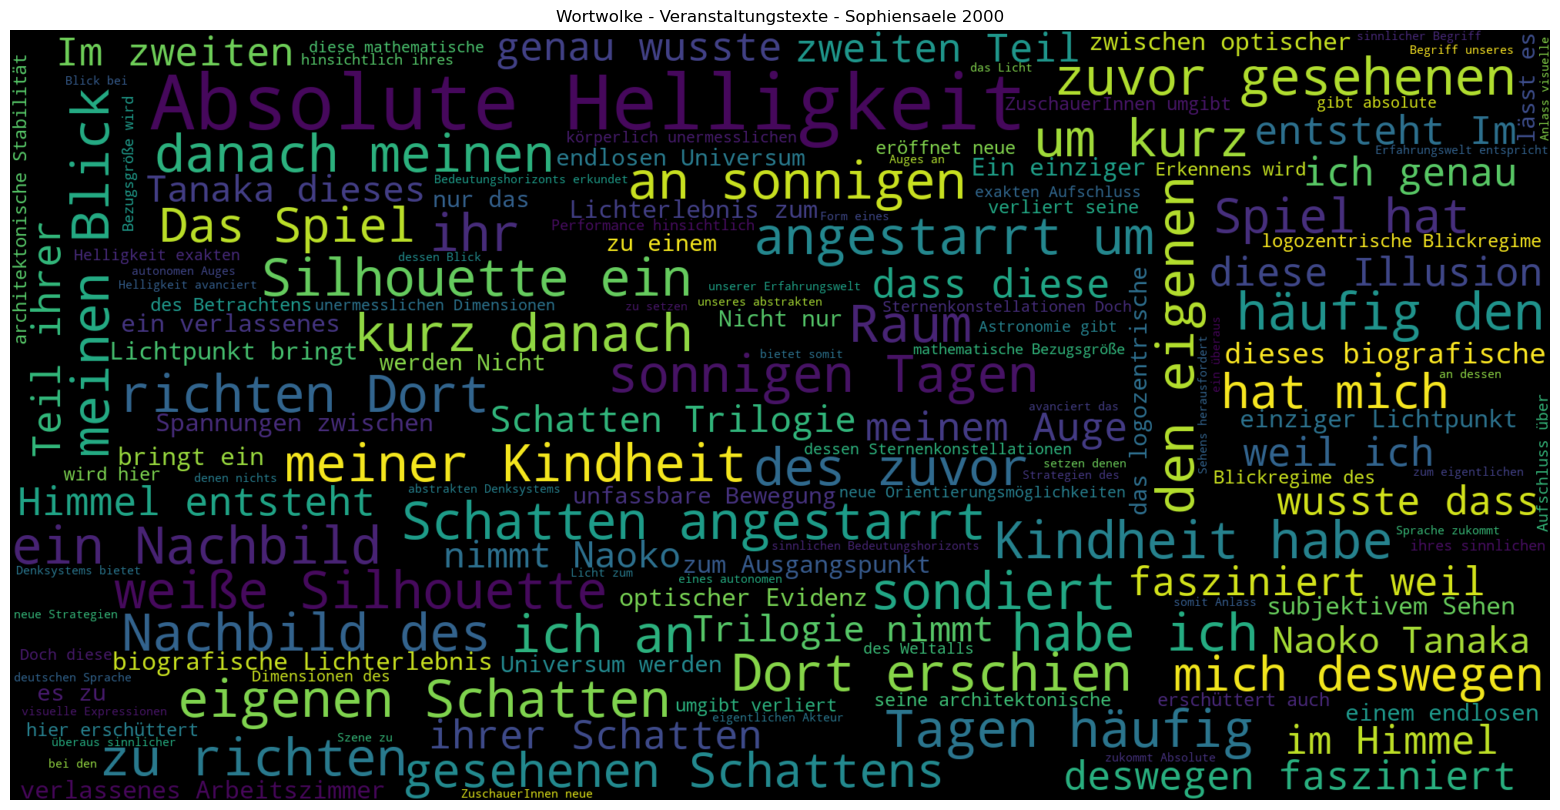 Wortwolke - Veranstaltungstexte - Sophiensaele 2000
Im zweiten
diese mathematische
hinsichtlich ihres
genau wusste
zweiten Teil
zwischen optischer
sinnlicher Begriff
Begriff unseres
lässt es
Anlass visuelle
architektonische Stabilität
Blick bei
meinen Blick
Bezugsgröße wird
Absolute Helligkeit
das Licht
zuvor gesehenen
ZuschauerInnen umgibt
gibt absolute
körperlich unermesslichen
um kurz
entsteht Im
danach meinen
endlosen Universum
eröffnet neue
Auges an
Ein einziger
Erfahrungswelt entspricht
Erkennens wird
ich genau
Tanaka dieses
Bedeutungshorizonts erkundet
nur das
an sonnigen
exakten Aufschluss
verliert seine
den eigenen
Spiel hat
Das Spiel
ihr
Lichterlebnis zum
Form eines
Performance hinsichtlich
zu einem
angestarrt um
logozentrische Blickregime
Teil ihrer
Helligkeit exakten
dessen Blick
autonomen Auges
Helligkeit avanciert
Silhouette ein
unserer Erfahrungswelt
dass diese
das logozentrische
diese Illusion
des Betrachtens
unermesslichen Dimensionen
zu setzen
unseres abstrakten
Sternenkonstellationen Doch
häufig den
ein verlassenes
kurz danach
Nicht nur
Raum
Astronomie gibt
ein überaus
Sehens herausfordert
Lichtpunkt bringt
werden Nicht
bietet somit
mathematische Bezugsgröße
dieses biografische
richten Dort
sonnigen Tagen
an dessen
hat mich
Spannungen zwischen
Schatten Trilogie
avanciert das
meinem Auge
einziger Lichtpunkt
Aufschluss über
bringt ein
meiner Kindheit
des zuvor
dessen Sternenkonstellationen
setzen denen
weil ich
wird hier
denen nichts
Strategien des
Blickregime des
zum eigentlichen
Himmel entsteht
abstrakten Denksystems
unfassbare Bewegung
neue Orientierungsmöglichkeiten
wusste dass
Schatten angestarrt
Kindheit habe
Sprache zukommt
ihres sinnlichen
ein Nachbild
nimmt Naoko
sinnlichen Bedeutungshorizonts
zum Ausgangspunkt
Denksystems bietet
Licht zum
eines autonomen
weiße Silhouette
optischer Evidenz
sondiert
fasziniert weil
somit Anlass
subjektivem Sehen
neue Strategien
Nachbild des
ich an
Trilogie nimmt
habe ich
Naoko Tanaka
Doch diese
biografische Lichterlebnis
Universum werden
des Weltalls
deutschen Sprache
Dimensionen des
Dort erschien
mich deswegen
es zu
eigenen Schatten
umgibt verliert
seine architektonische
erschüttert auch
visuelle Expressionen
eigentlichen Akteur
einem endlosen
hier erschüttert
überaus sinnlicher
Szene zu
ihrer Schatten
Tagen häufig
im Himmel
bei den
zu richten
gesehenen Schattens
zukommt Absolute
deswegen fasziniert
verlassenes Arbeitszimmer
ZuschauerInnen neue